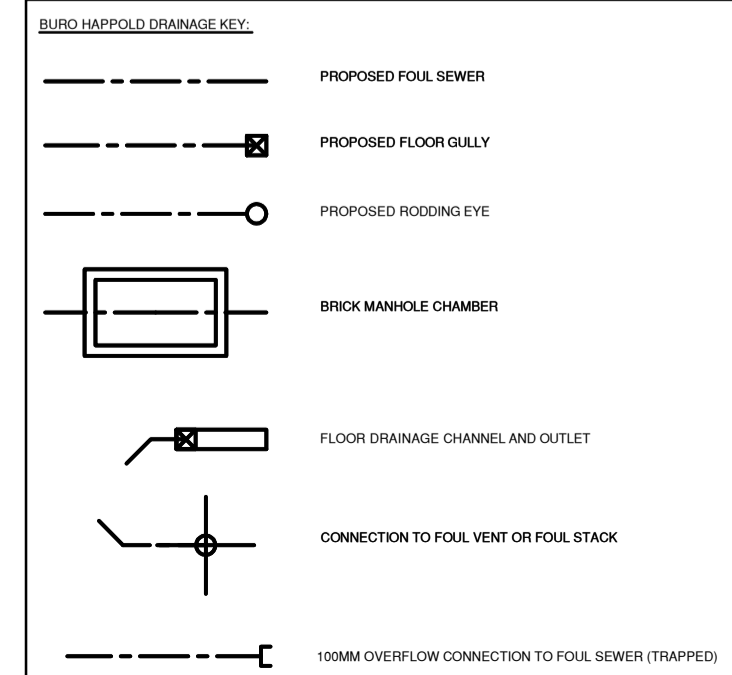 BURO HAPPOLD DRAINAGE KEY:
PROPOSED FOUL SEWER
PROPOSED FLOOR GULLY
PROPOSED RODDING EYE
BRICK MANHOLE CHAMBER
FLOOR DRAINAGE CHANNEL AND OUTLET
CONNECTION TO FOUL VENT OR FOUL STACK
100MM OVERFLOW CONNECTION TO FOUL SEWER (TRAPPED)